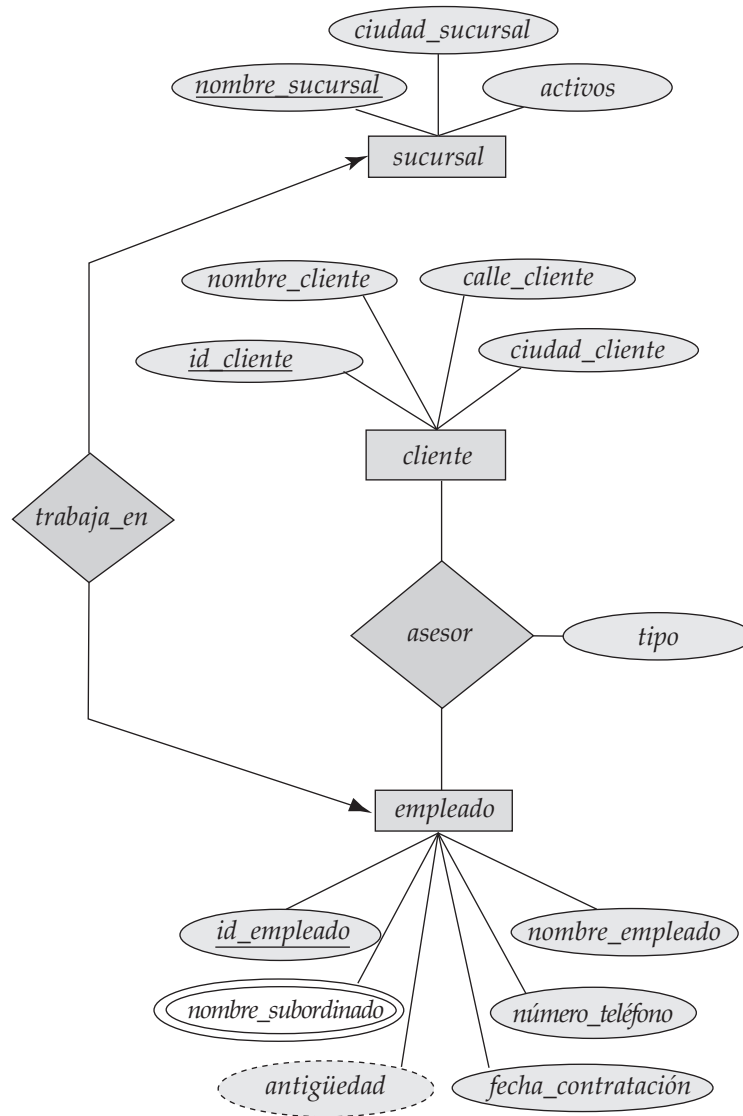 ciudad_sucursal
nombre_sucursal
activos
sucursal
nombre_cliente
calle_cliente
id_cliente
ciudad_cliente
cliente
trabaja_en
asesor
tipo
empleado
id_empleado
nombre_empleado
nombre_subordinado
número_teléfono
antigüedad
fecha_contratación